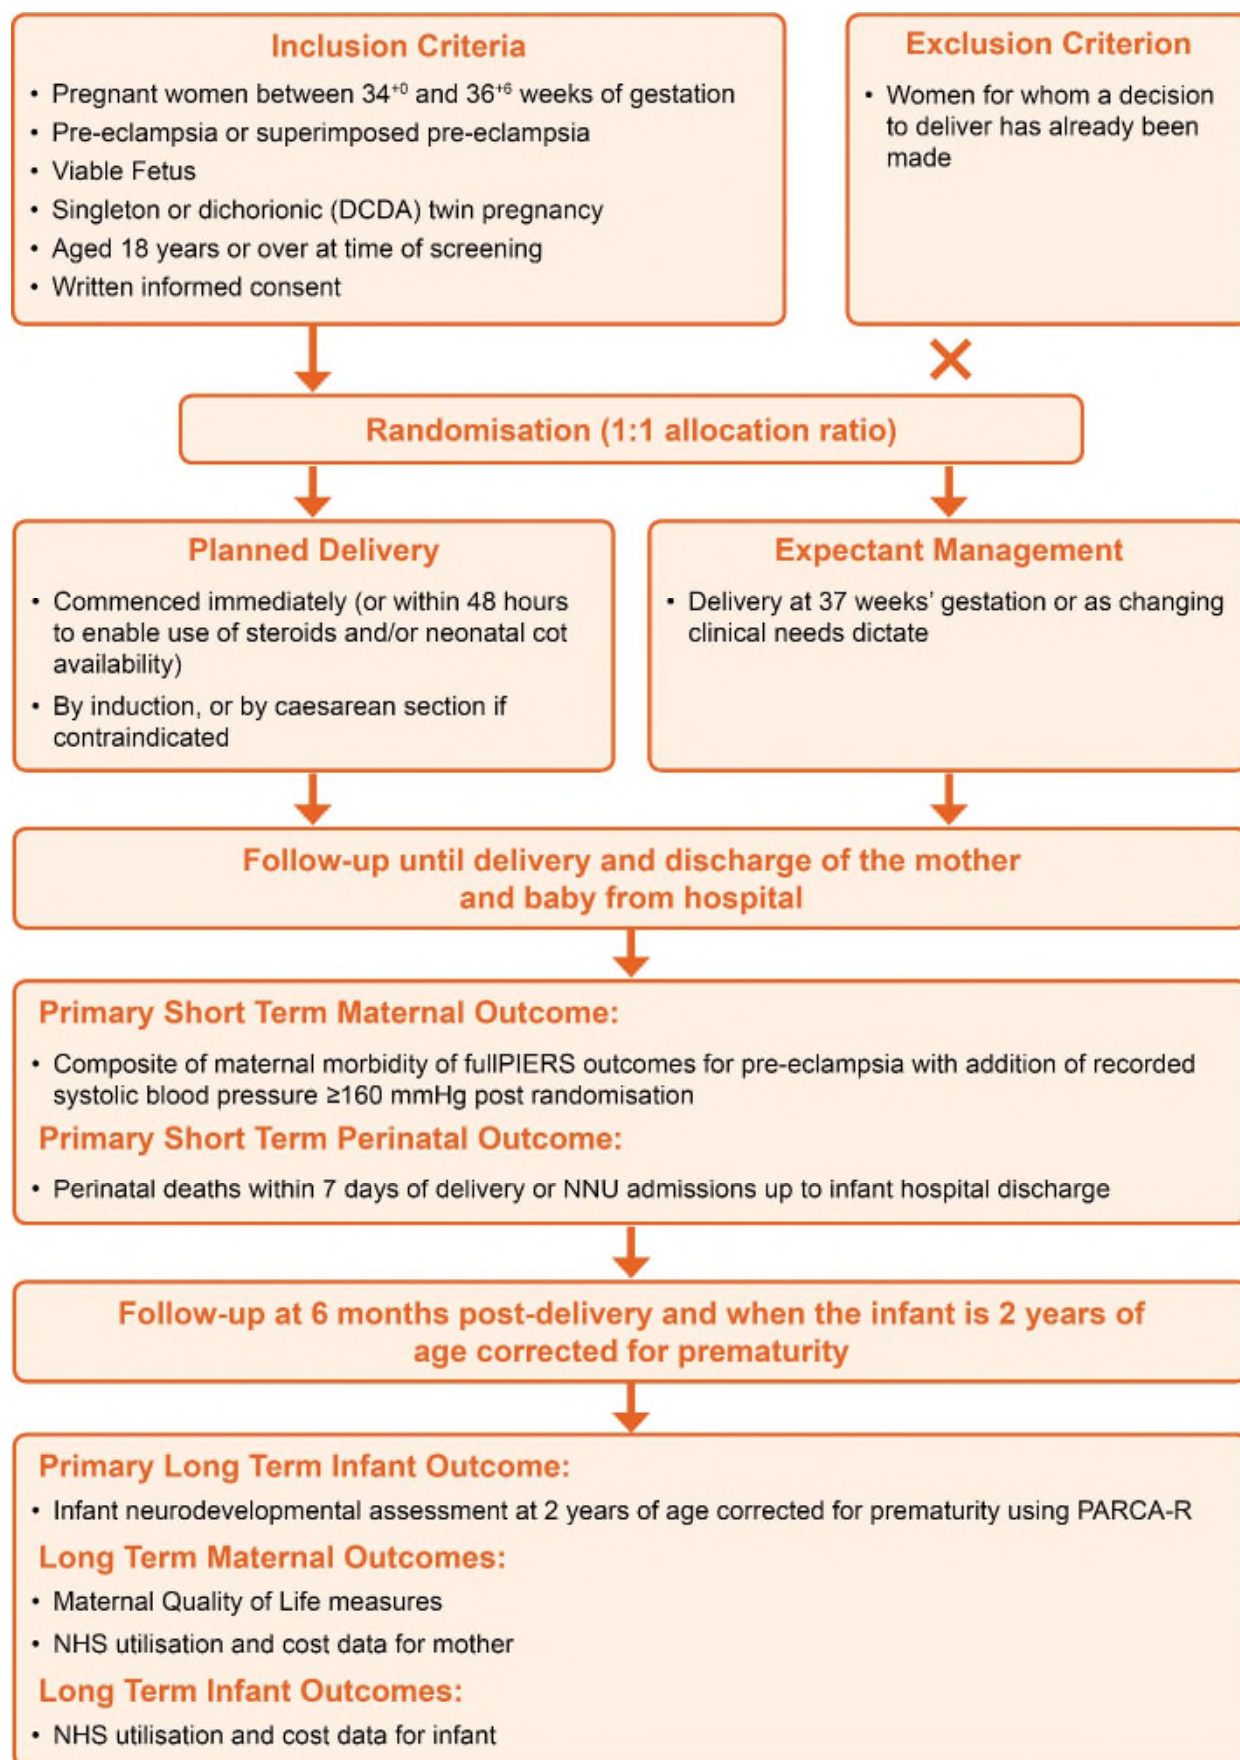 Inclusion Criteria
• Pregnant women between 34⁺⁰ and 36⁺⁶ weeks of gestation
• Pre-eclampsia or superimposed pre-eclampsia
• Viable Fetus
• Singleton or dichorionic (DCDA) twin pregnancy
• Aged 18 years or over at time of screening
• Written informed consent
Exclusion Criterion
• Women for whom a decision
to deliver has already been
made
Randomisation (1:1 allocation ratio)
Planned Delivery
• Commenced immediately (or within 48 hours
to enable use of steroids and/or neonatal cot
availability)
• By induction, or by caesarean section if
contraindicated
Expectant Management
• Delivery at 37 weeks’ gestation or as changing
clinical needs dictate
Follow-up until delivery and discharge of the mother
and baby from hospital
Primary Short Term Maternal Outcome:
• Composite of maternal morbidity of fullPIERS outcomes for pre-eclampsia with addition of recorded
systolic blood pressure ≥160 mmHg post randomisation
Primary Short Term Perinatal Outcome:
• Perinatal deaths within 7 days of delivery or NNU admissions up to infant hospital discharge
Follow-up at 6 months post-delivery and when the infant is 2 years of
age corrected for prematurity
Primary Long Term Infant Outcome:
• Infant neurodevelopmental assessment at 2 years of age corrected for prematurity using PARCA-R
Long Term Maternal Outcomes:
• Maternal Quality of Life measures
• NHS utilisation and cost data for mother
Long Term Infant Outcomes:
• NHS utilisation and cost data for infant